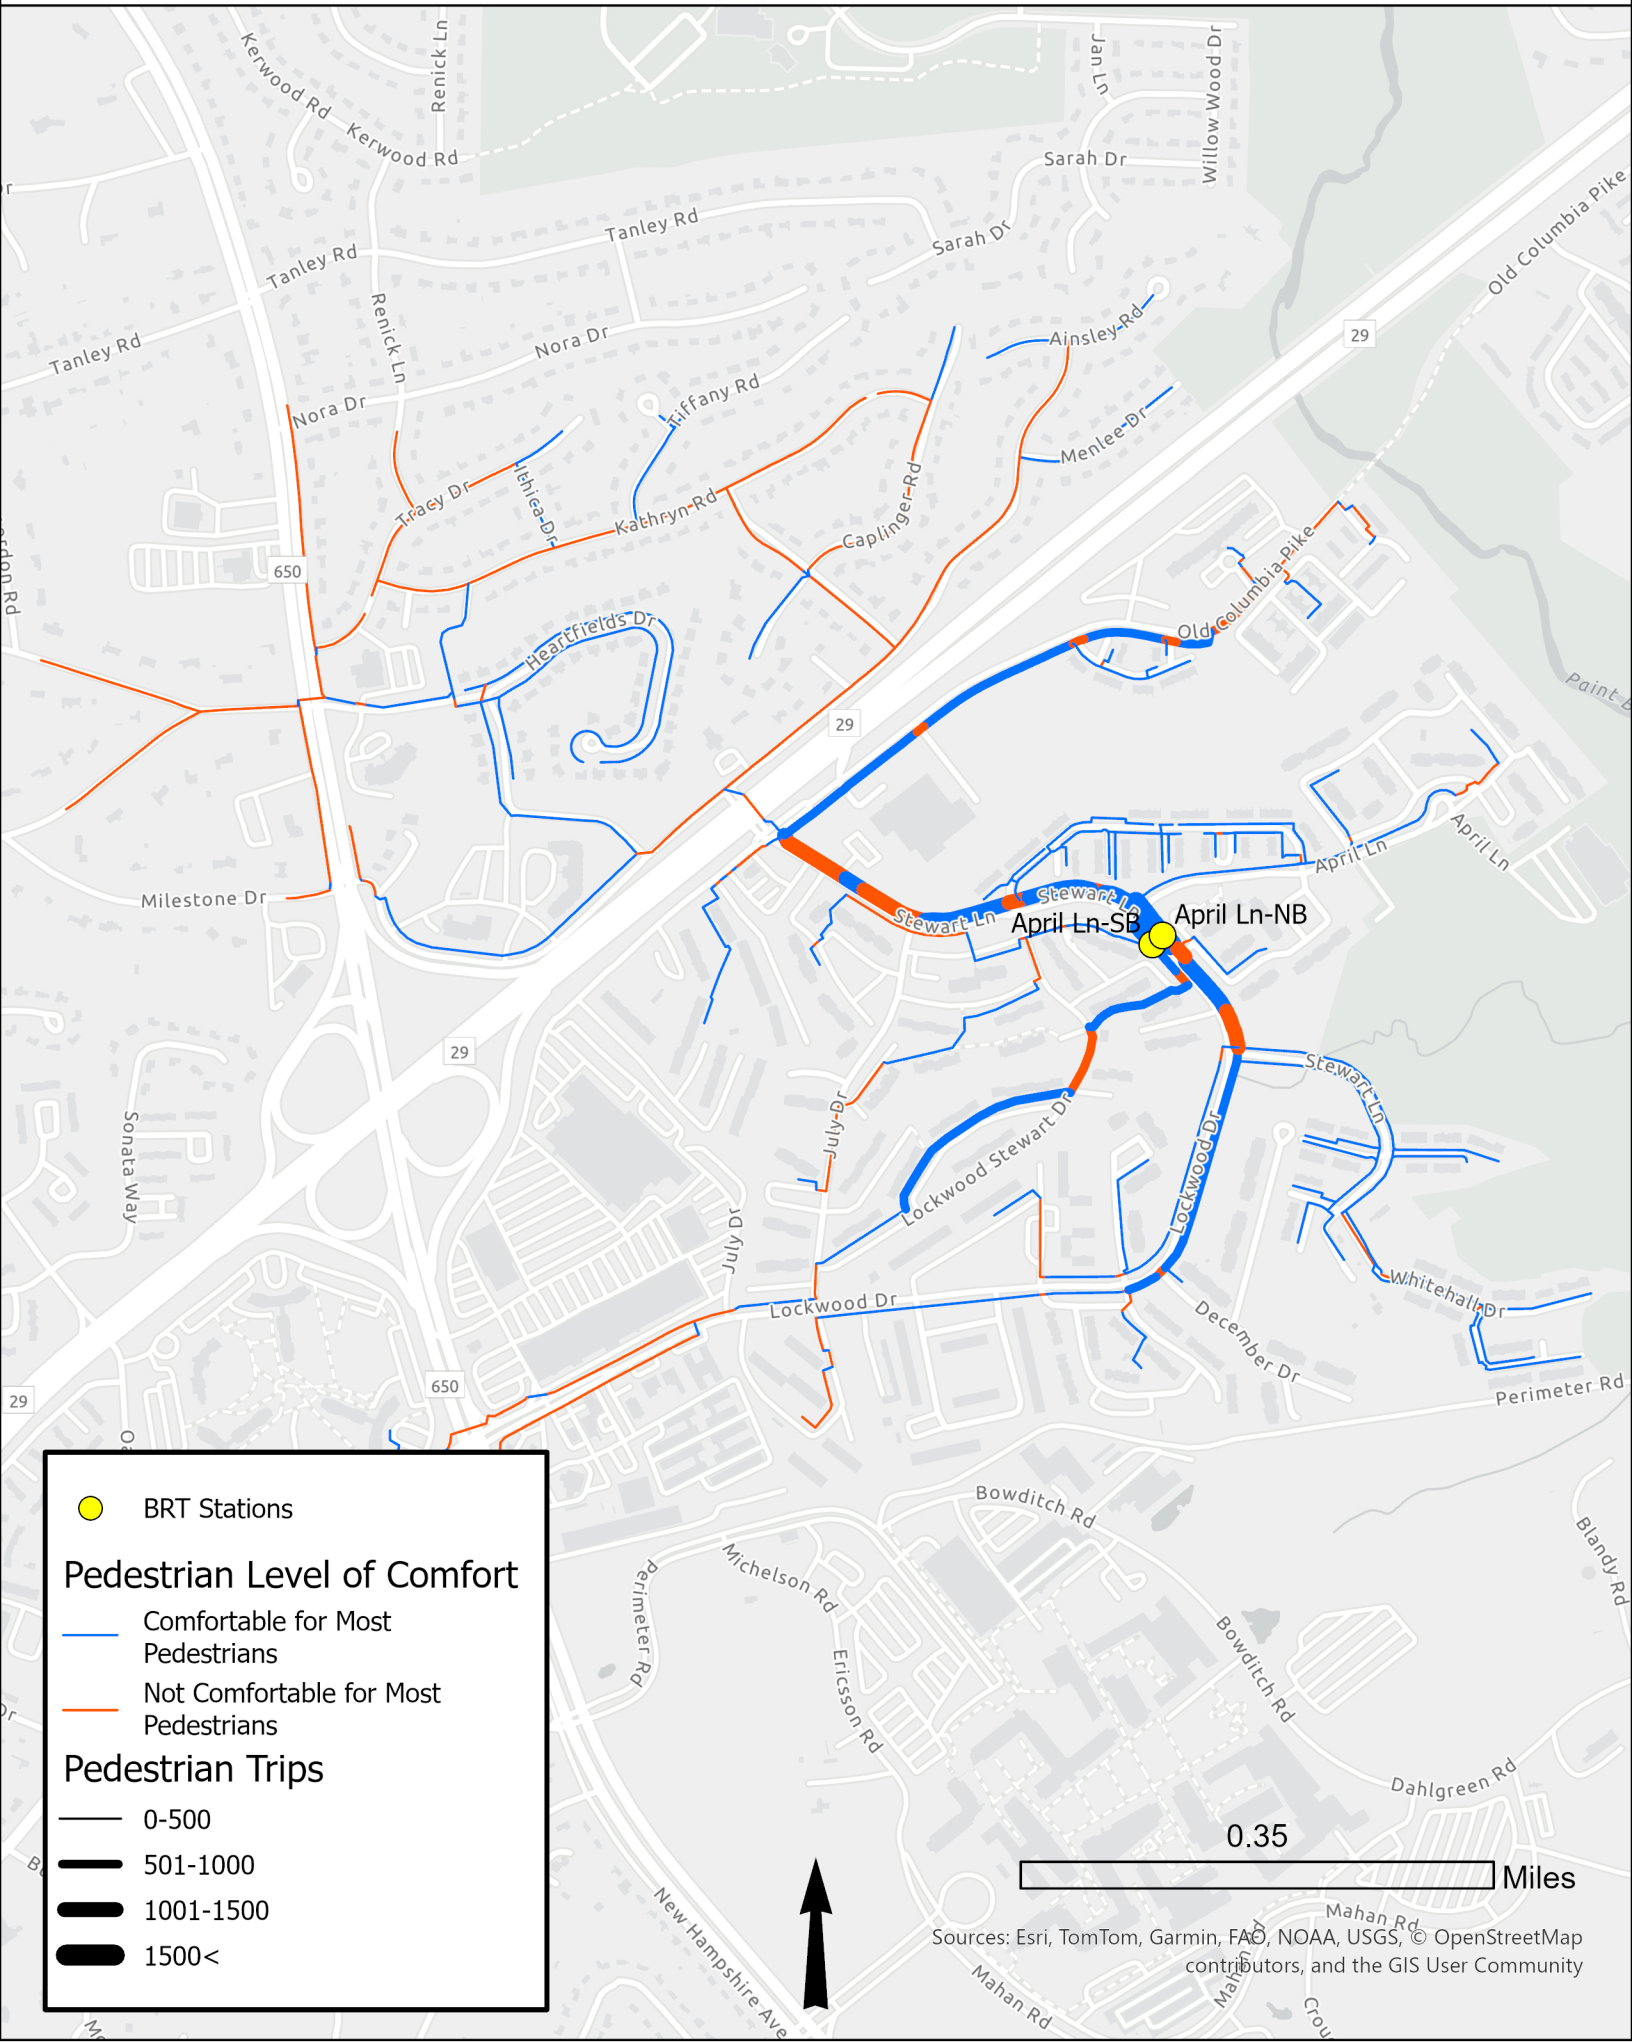 Kerwood Rd
Renick Ln
Jan Ln
Willow Wood Dr
Kerwood Rd
Sarah Dr
Old Columbia Pike
Tanley Rd
Sarah Dr
Tanley Rd
Renick Ln
Ainsley Rd
29
Nora Dr
Tanley Rd
Tiffany Rd
Nora Dr
Menlee Dr
Tracy Dr
Ithica Dr
Kathryn Rd
Caplinger Rd
650
Old Columbia Pike
Heartfields Dr
29
April Ln
April Ln
Milestone Dr
Stewart Ln
Stewart Ln
April Ln-SB
April Ln-NB
29
Stewart Ln
July Dr
Sonata Way
Lockwood Stewart Dr
Lockwood Dr
July Dr
Whitehall Dr
Lockwood Dr
December Dr
650
29
Perimeter Rd
Bowditch Rd
Michelson Rd
Perimeter Rd
Blandy Rd
Bowditch Rd
Ericsson Rd
Dahlgreen Rd
New Hampshire Ave
Mahan Rd
Mahan Rd
Mahan Rd
BRT Stations
Pedestrian Level of Comfort
Comfortable for Most
Pedestrians
Not Comfortable for Most
Pedestrians
Pedestrian Trips
0-500
501-1000
1001-1500
1500<
0.35
Miles
Sources: Esri, TomTom, Garmin, FAO, NOAA, USGS, © OpenStreetMap
contributors, and the GIS User Community